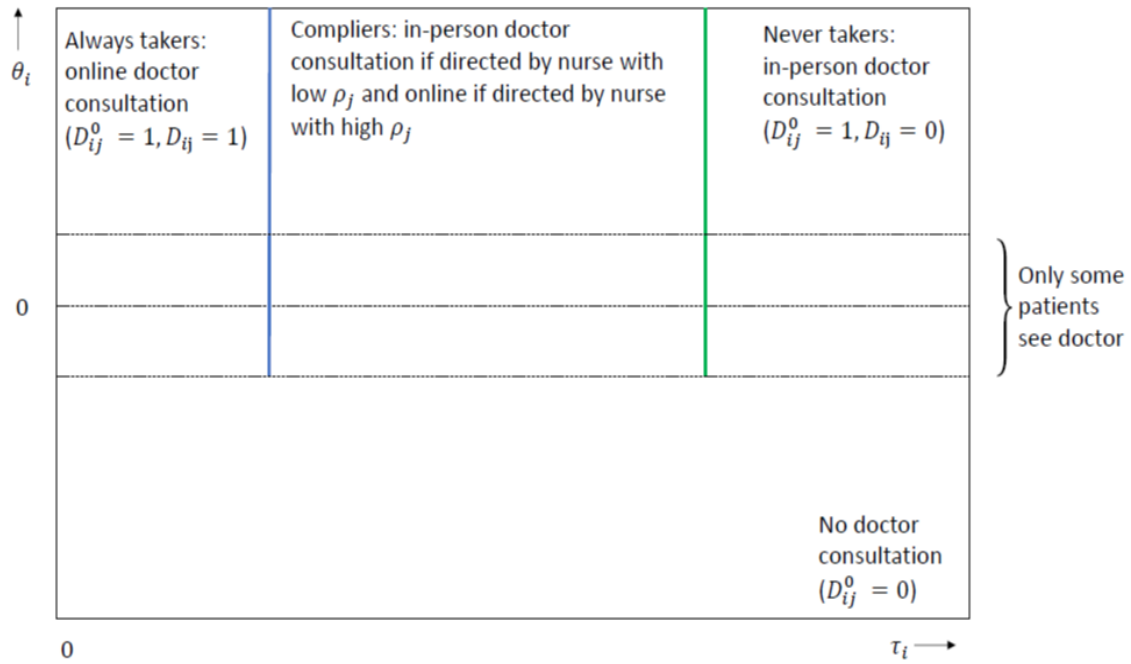 θᵢ
Always takers:
online doctor
consultation
(D⁰ᵢⱼ = 1, Dᵢⱼ = 1)
Compliers: in-person doctor
consultation if directed by nurse with
low ρⱼ and online if directed by nurse
with high ρⱼ
Never takers:
in-person doctor
consultation
(D⁰ᵢⱼ = 1, Dᵢⱼ = 0)
0
Only some
patients
see doctor
No doctor
consultation
(D⁰ᵢⱼ = 0)
0
τᵢ